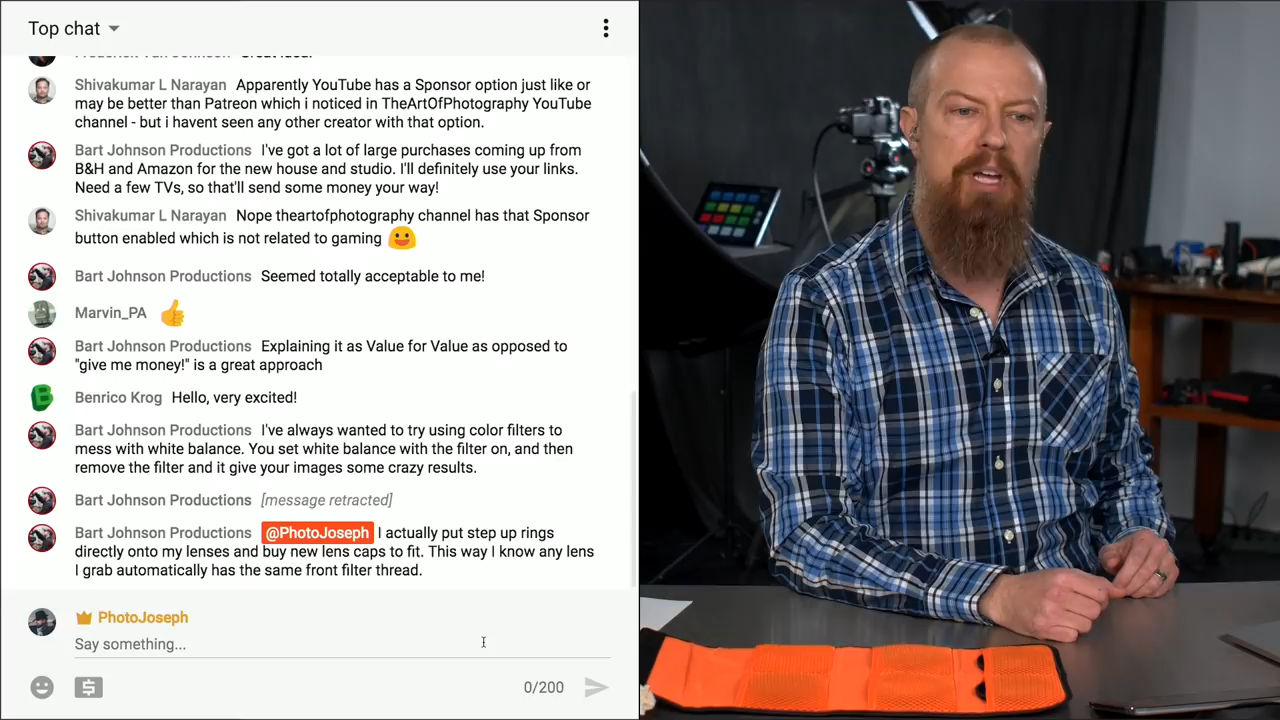 Top chat
Shivakumar L Narayan Apparently YouTube has a Sponsor option just like or
may be better than Patreon which i noticed in TheArtOfPhotography YouTube
channel - but i havent seen any other creator with that option.
Bart Johnson Productions I've got a lot of large purchases coming up from
B&H and Amazon for the new house and studio. I'll definitely use your links.
Need a few TVs, so that'll send some money your way!
Shivakumar L Narayan Nope theartofphotography channel has that Sponsor
button enabled which is not related to gaming
Bart Johnson Productions Seemed totally acceptable to me!
Marvin_PA
Bart Johnson Productions Explaining it as Value for Value as opposed to
"give me money!" is a great approach
Benrico Krog Hello, very excited!
Bart Johnson Productions I've always wanted to try using color filters to
mess with white balance. You set white balance with the filter on, and then
remove the filter and it give your images some crazy results.
Bart Johnson Productions [message retracted]
Bart Johnson Productions @PhotoJoseph I actually put step up rings
directly onto my lenses and buy new lens caps to fit. This way I know any lens
I grab automatically has the same front filter thread.
PhotoJoseph
Say something...
0/200